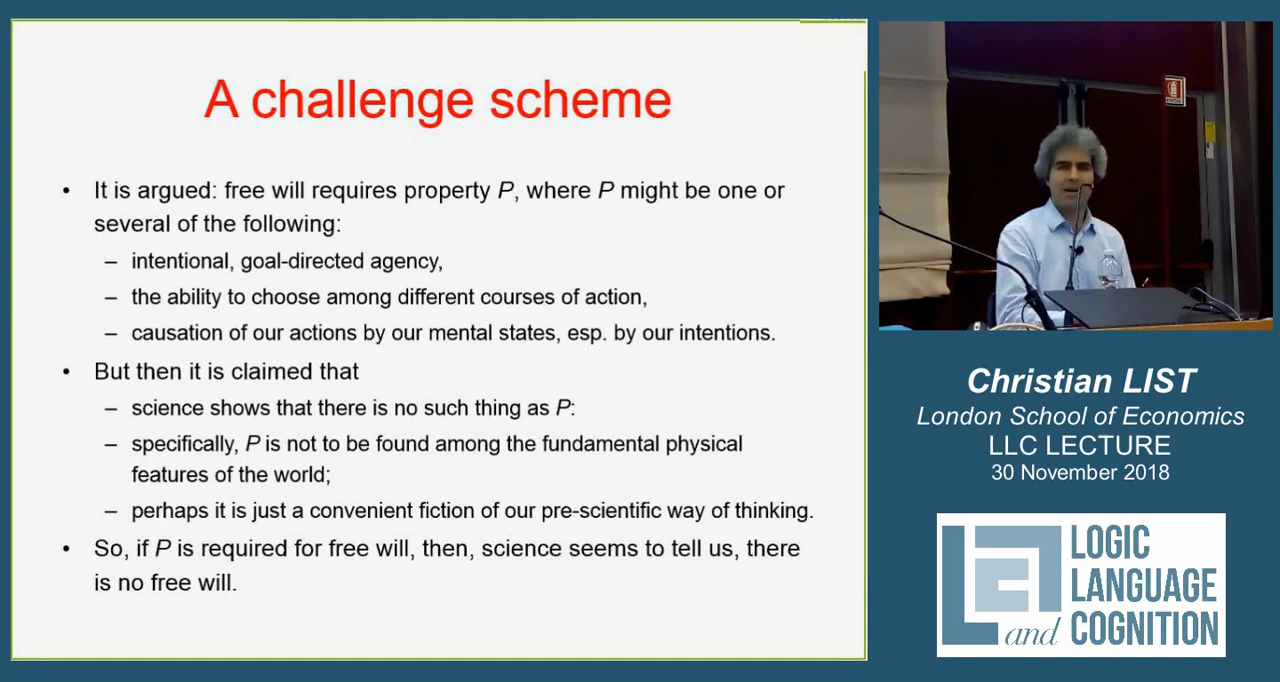 A challenge scheme
• It is argued: free will requires property P, where P might be one or
several of the following:
– intentional, goal-directed agency,
– the ability to choose among different courses of action,
– causation of our actions by our mental states, esp. by our intentions.
• But then it is claimed that
– science shows that there is no such thing as P:
– specifically, P is not to be found among the fundamental physical
features of the world;
– perhaps it is just a convenient fiction of our pre-scientific way of thinking.
• So, if P is required for free will, then, science seems to tell us, there
is no free will.
Christian LIST
London School of Economics
LLC LECTURE
30 November 2018
LOGIC
LANGUAGE
and COGNITION